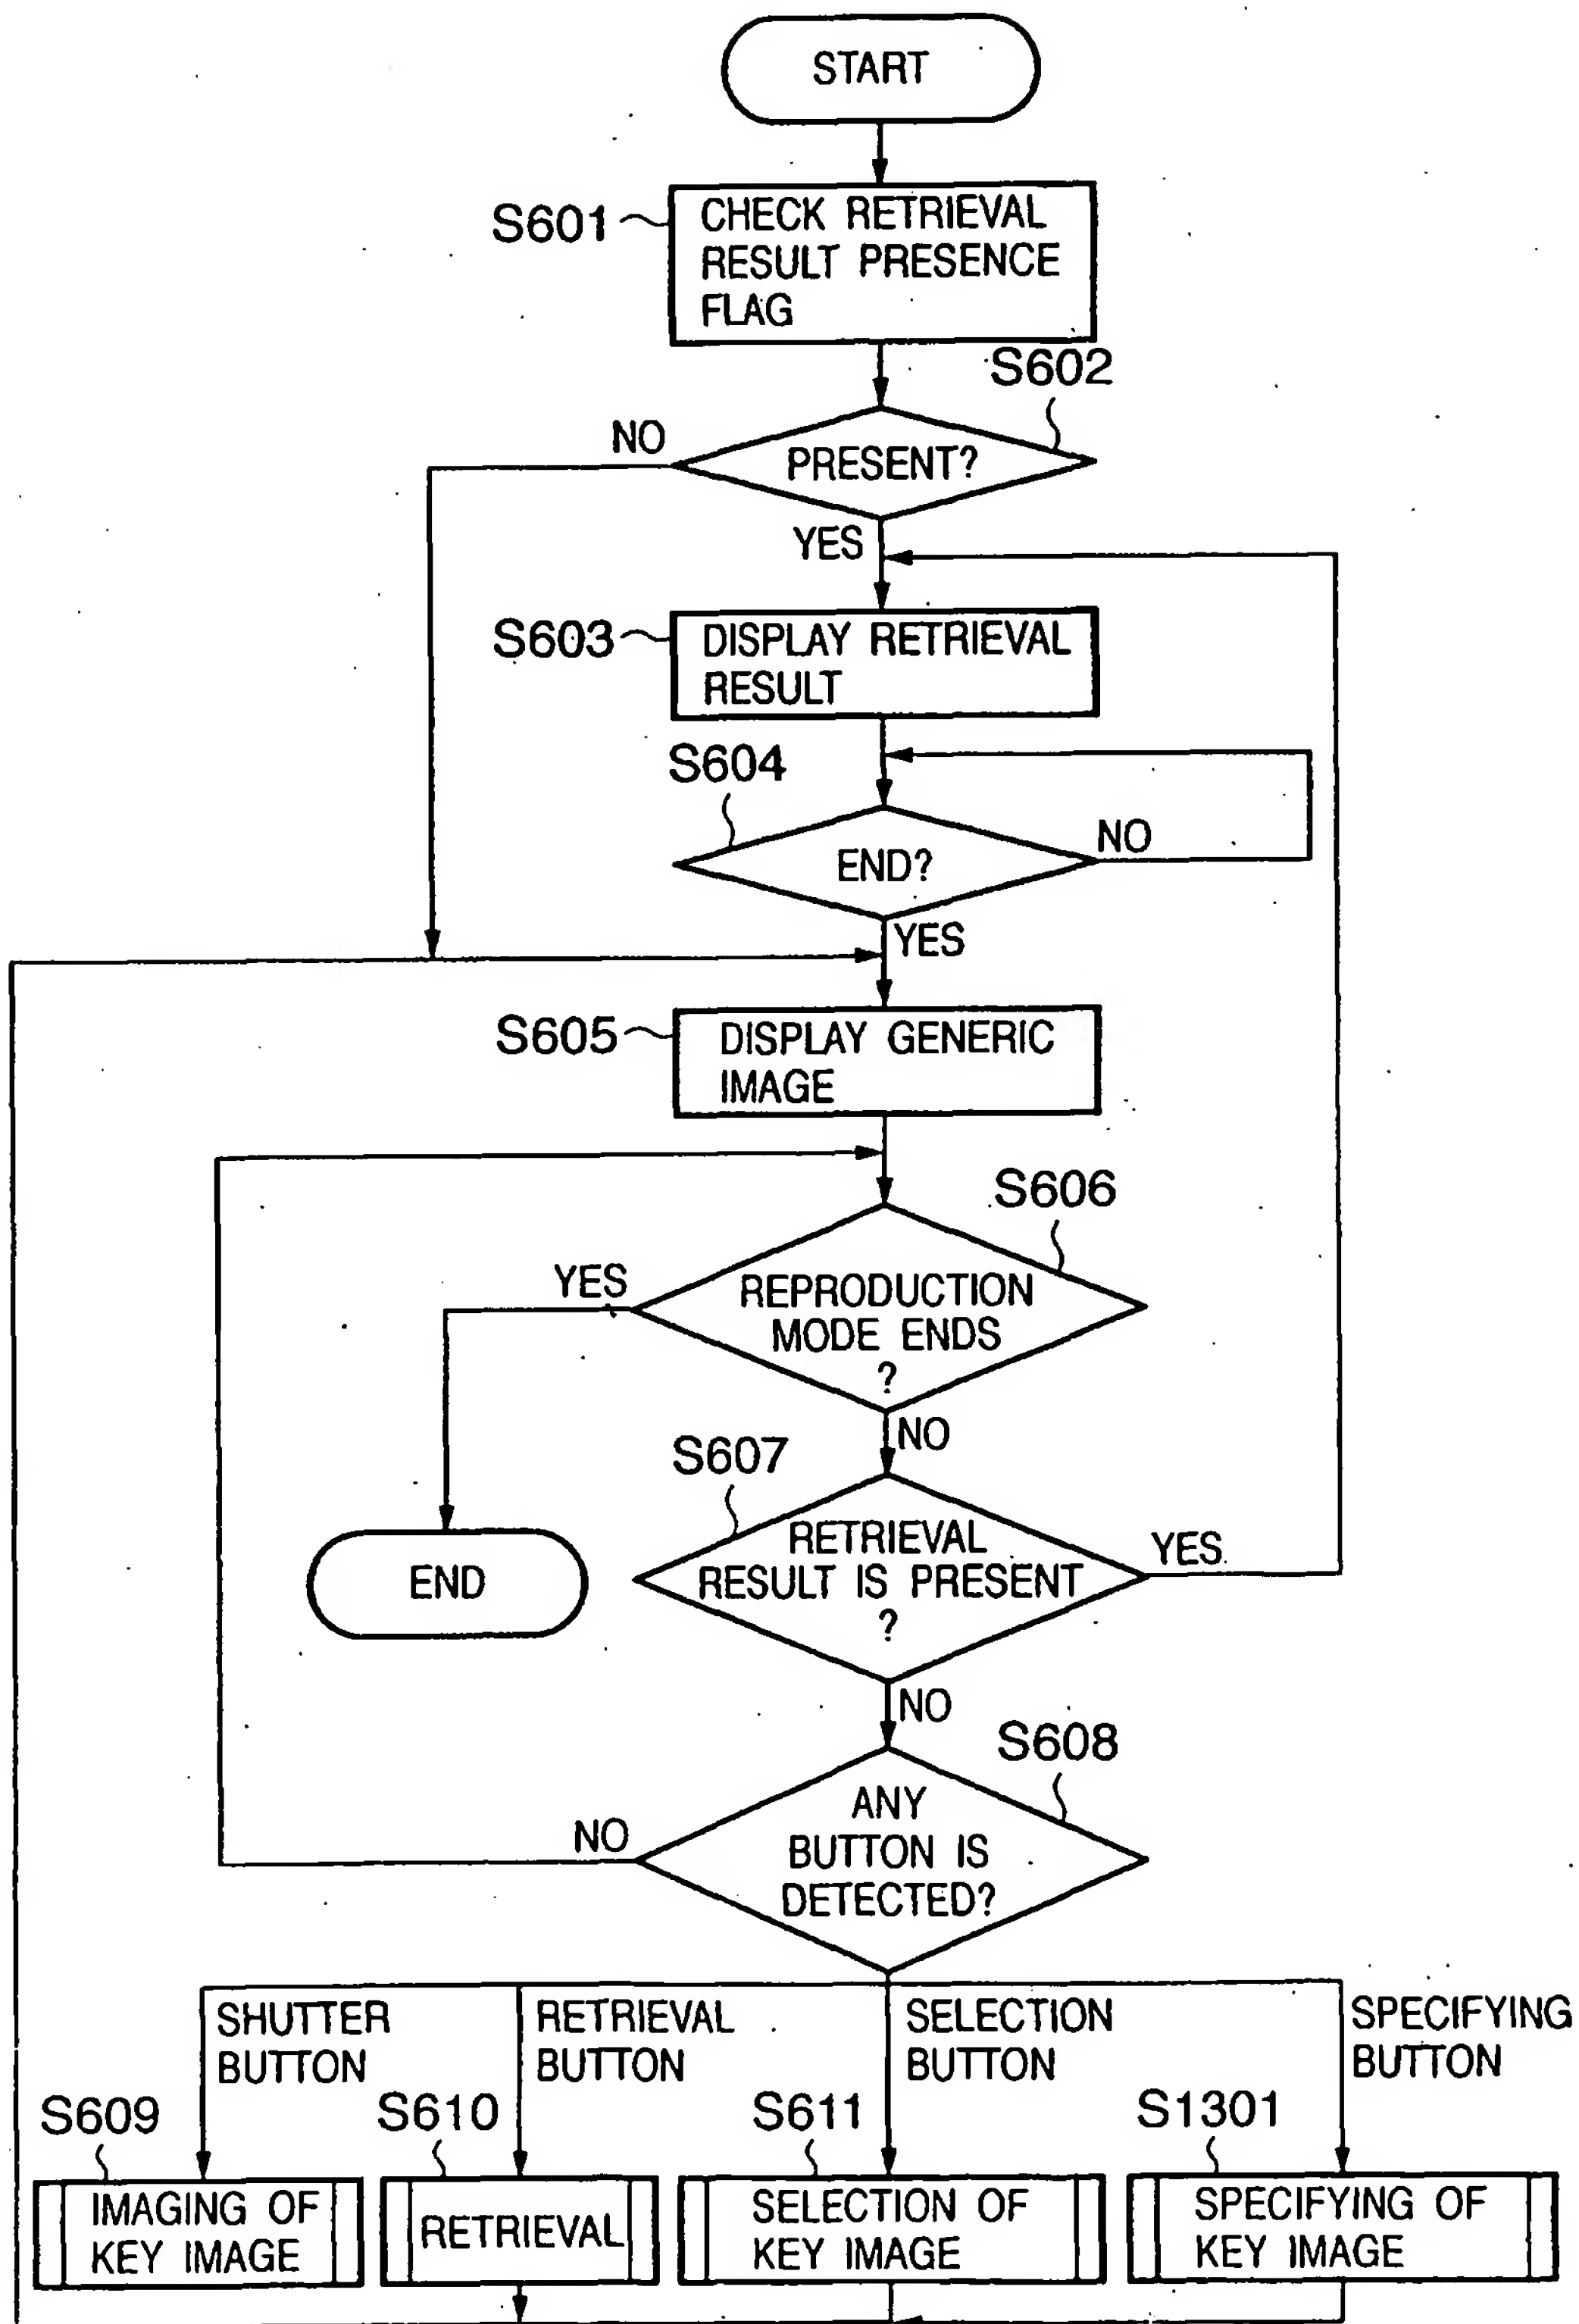 START
S601
CHECK RETRIEVAL
RESULT PRESENCE
FLAG
S602
NO
PRESENT?
YES
S603
DISPLAY RETRIEVAL
RESULT
S604
END?
NO
YES
S605
DISPLAY GENERIC
IMAGE
S606
YES
REPRODUCTION
MODE ENDS
?
NO
S607
RETRIEVAL
RESULT IS PRESENT
?
YES
END
NO
S608
NO
ANY
BUTTON IS
DETECTED?
SHUTTER
BUTTON
RETRIEVAL
BUTTON
SELECTION
BUTTON
SPECIFYING
BUTTON
S609
S610
S611
S1301
IMAGING OF
KEY IMAGE
RETRIEVAL
SELECTION OF
KEY IMAGE
SPECIFYING OF
KEY IMAGE